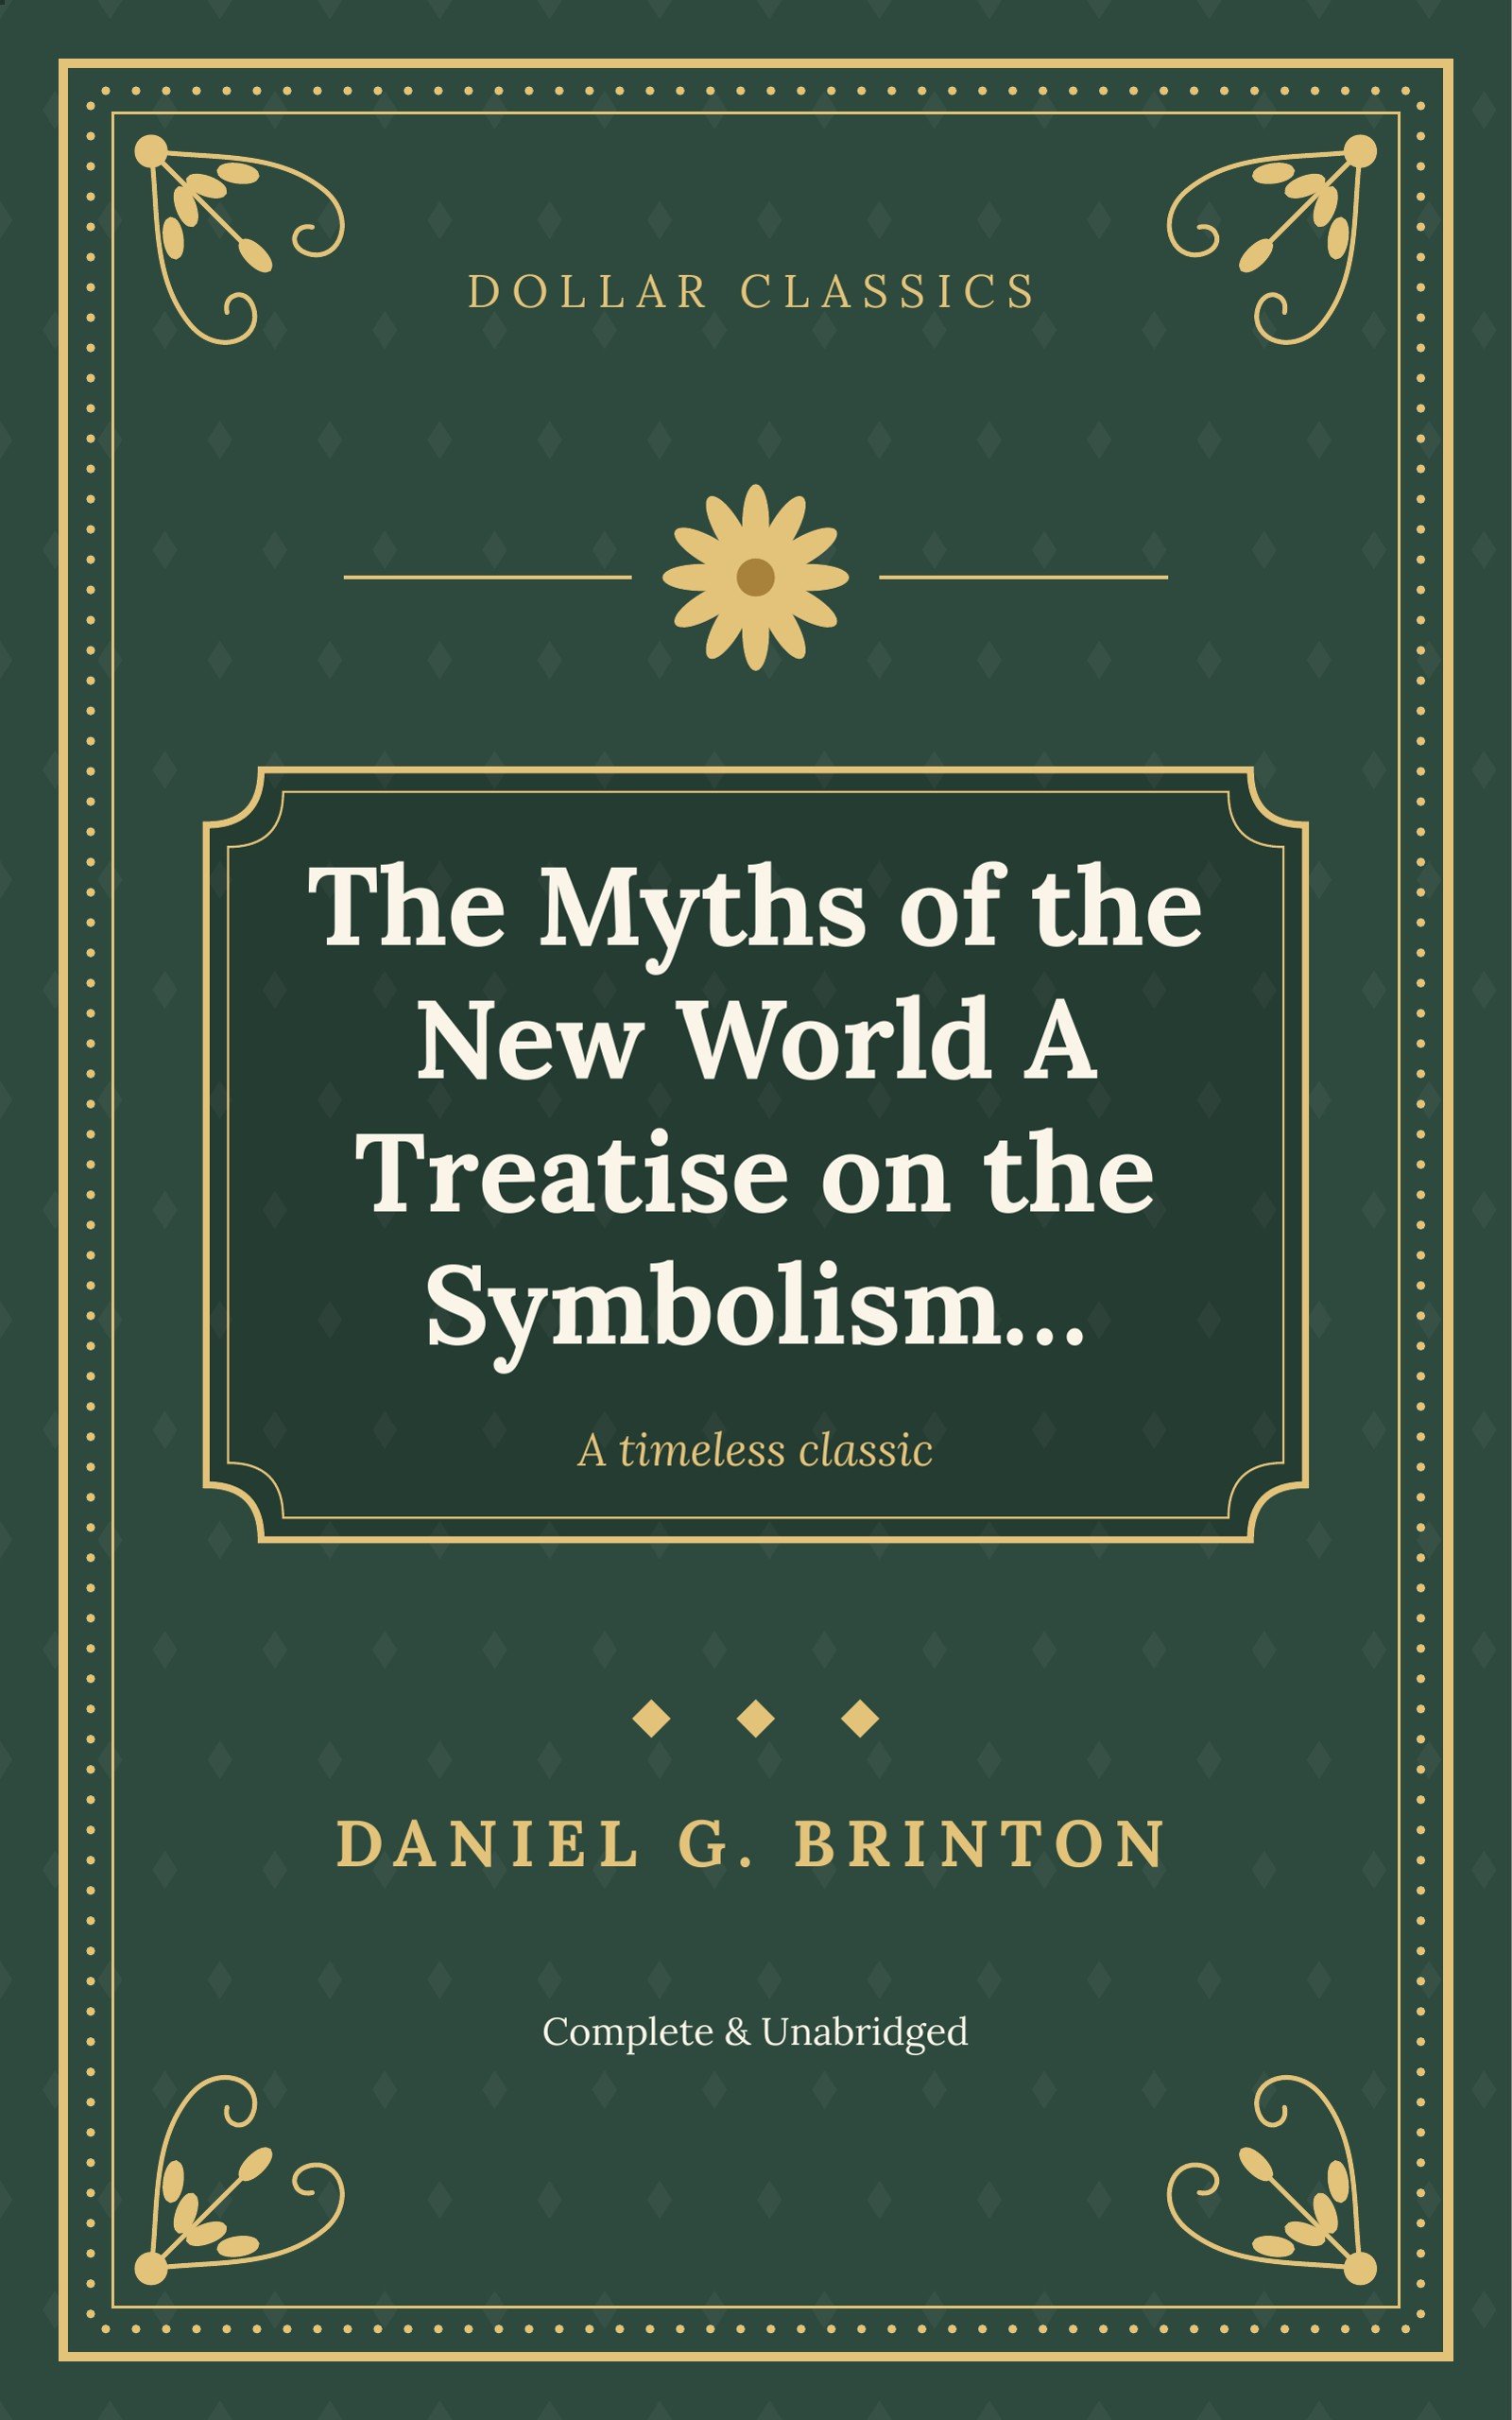 DOLLAR CLASSICS
The Myths of the
New World A
Treatise on the
Symbolism...
A timeless classic
DANIEL G. BRINTON
Complete & Unabridged